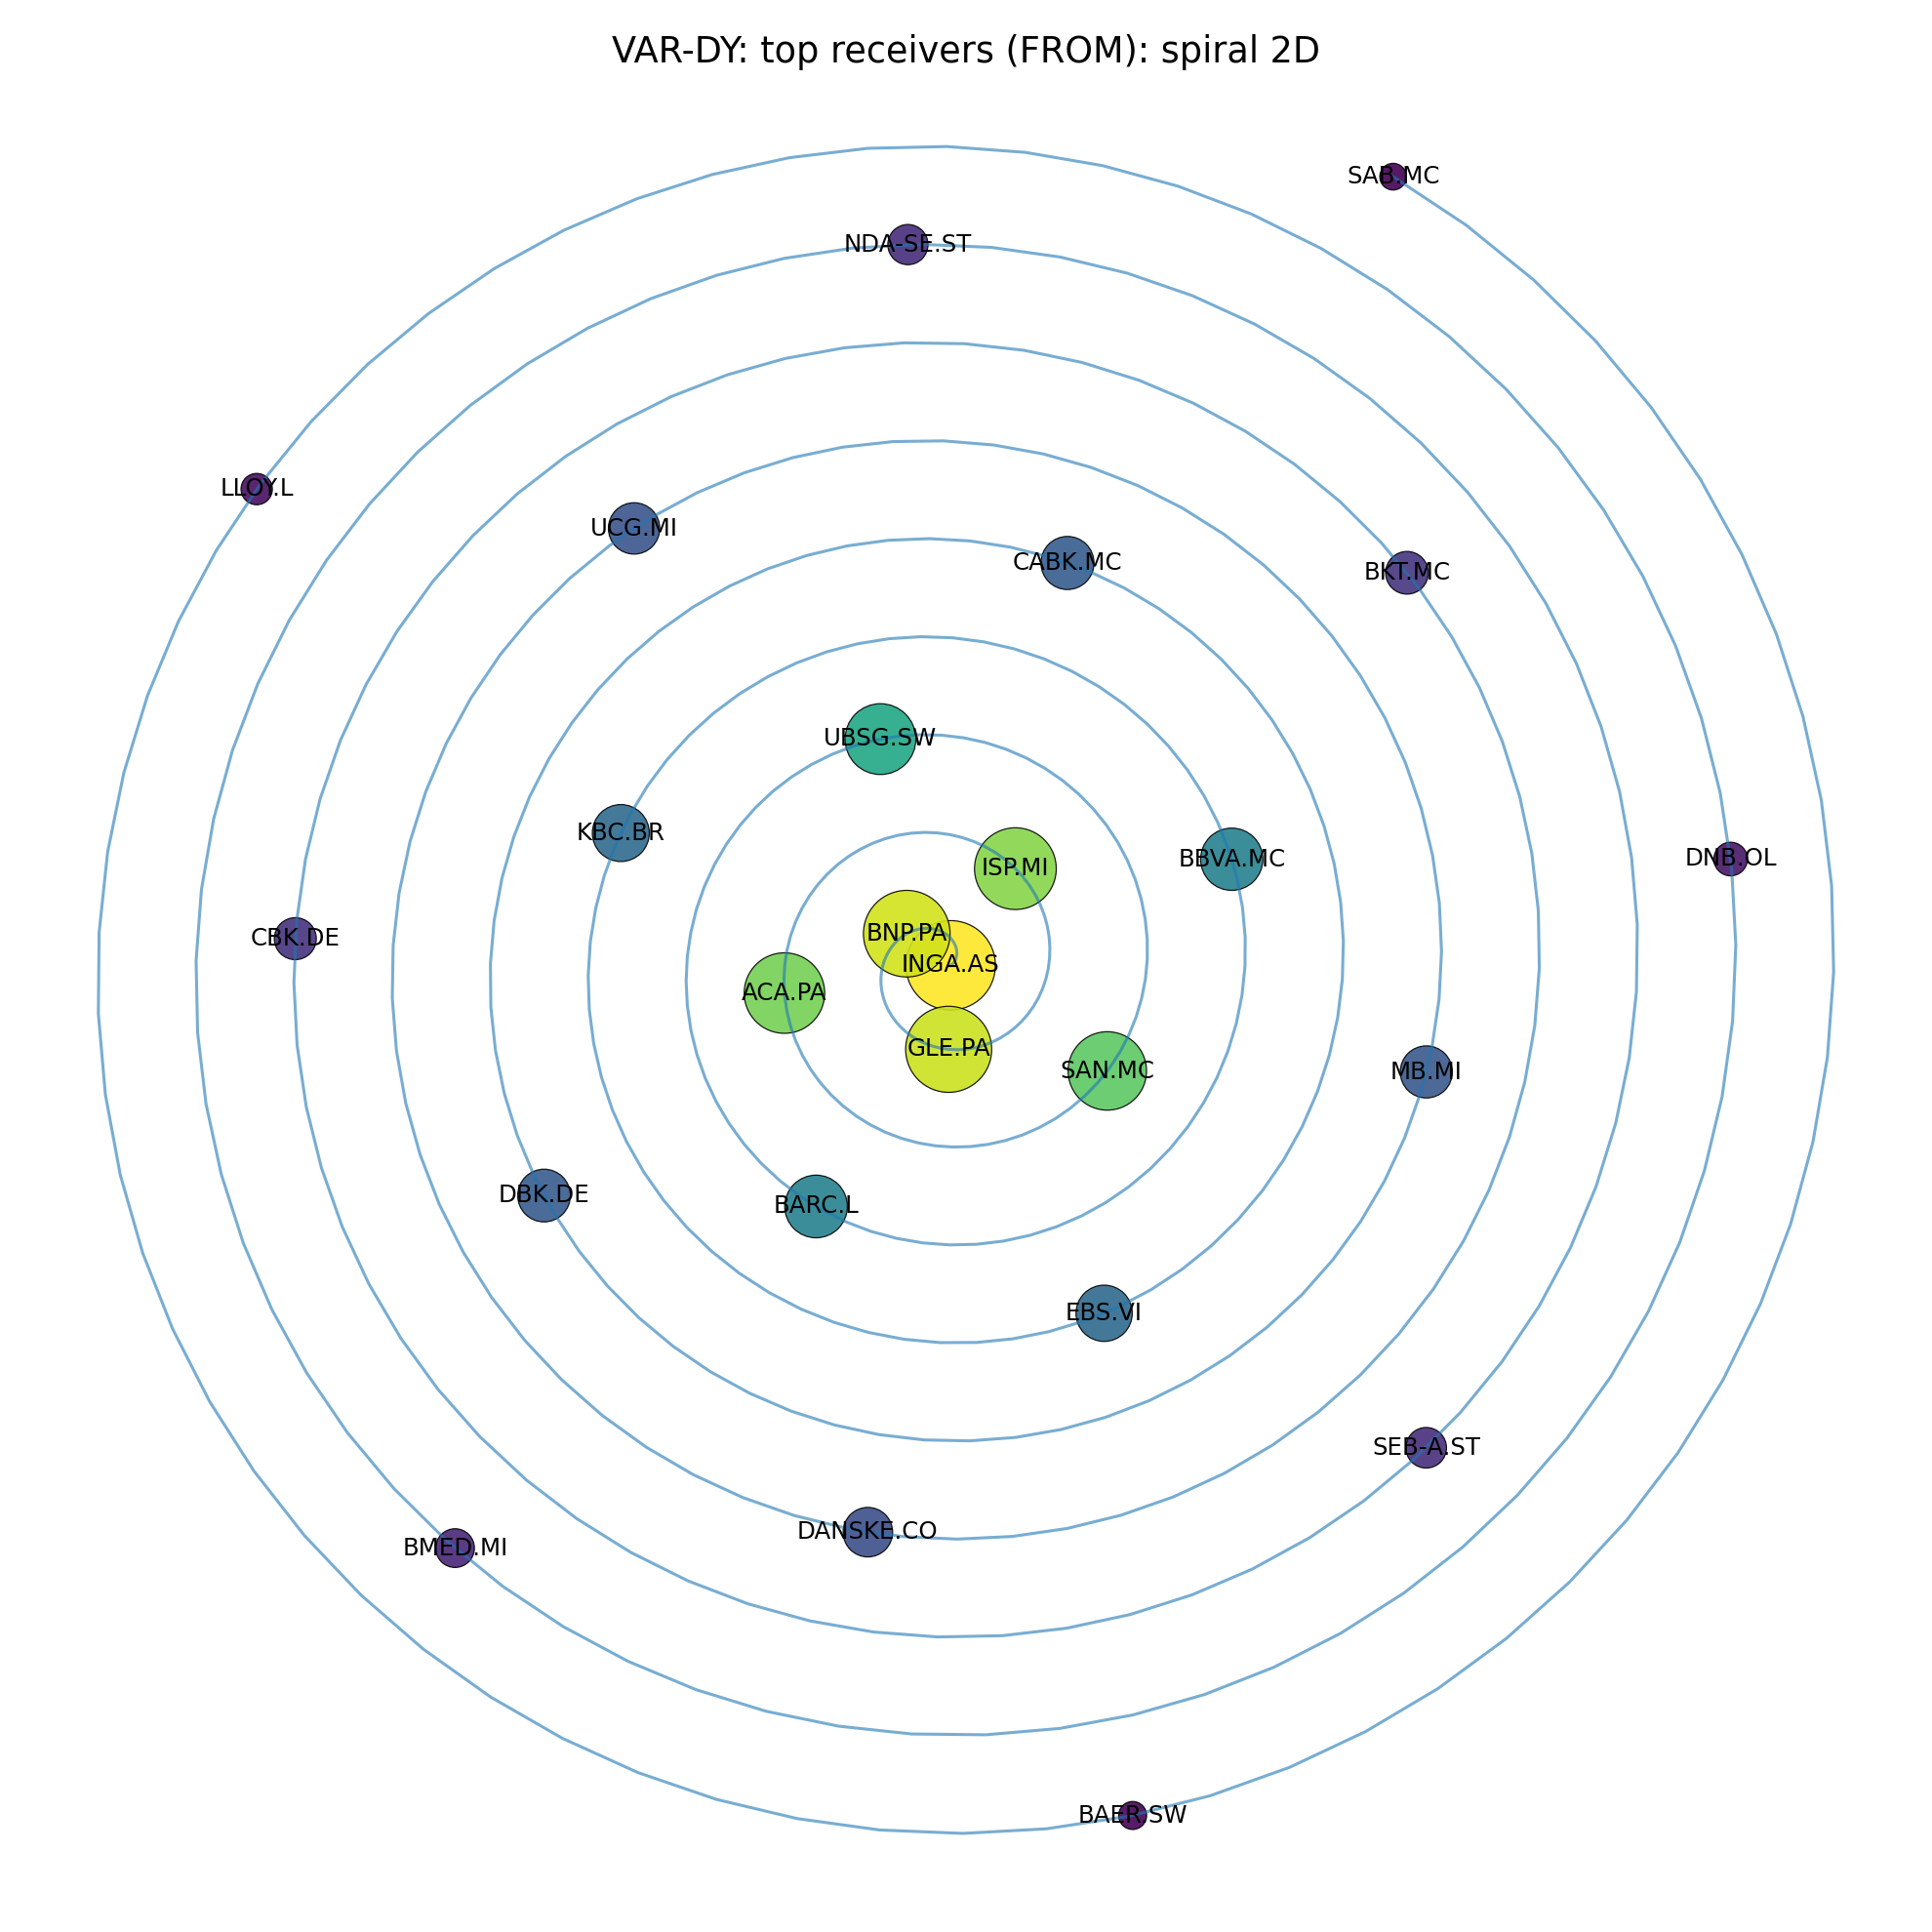 VAR-DY: top receivers (FROM): spiral 2D
SAB.MC
NDA-SE.ST
LLOY.L
UCG.MI
CABK.MC
BKT.MC
UBSG.SW
KBC.BR
BBVA.MC
DNB.OL
ISP.MI
BNP.PA
CBK.DE
INGA.AS
ACA.PA
GLE.PA
SAN.MC
MB.MI
DBK.DE
BARC.L
EBS.VI
SEB-A.ST
DANSKE.CO
BMED.MI
BAER.SW